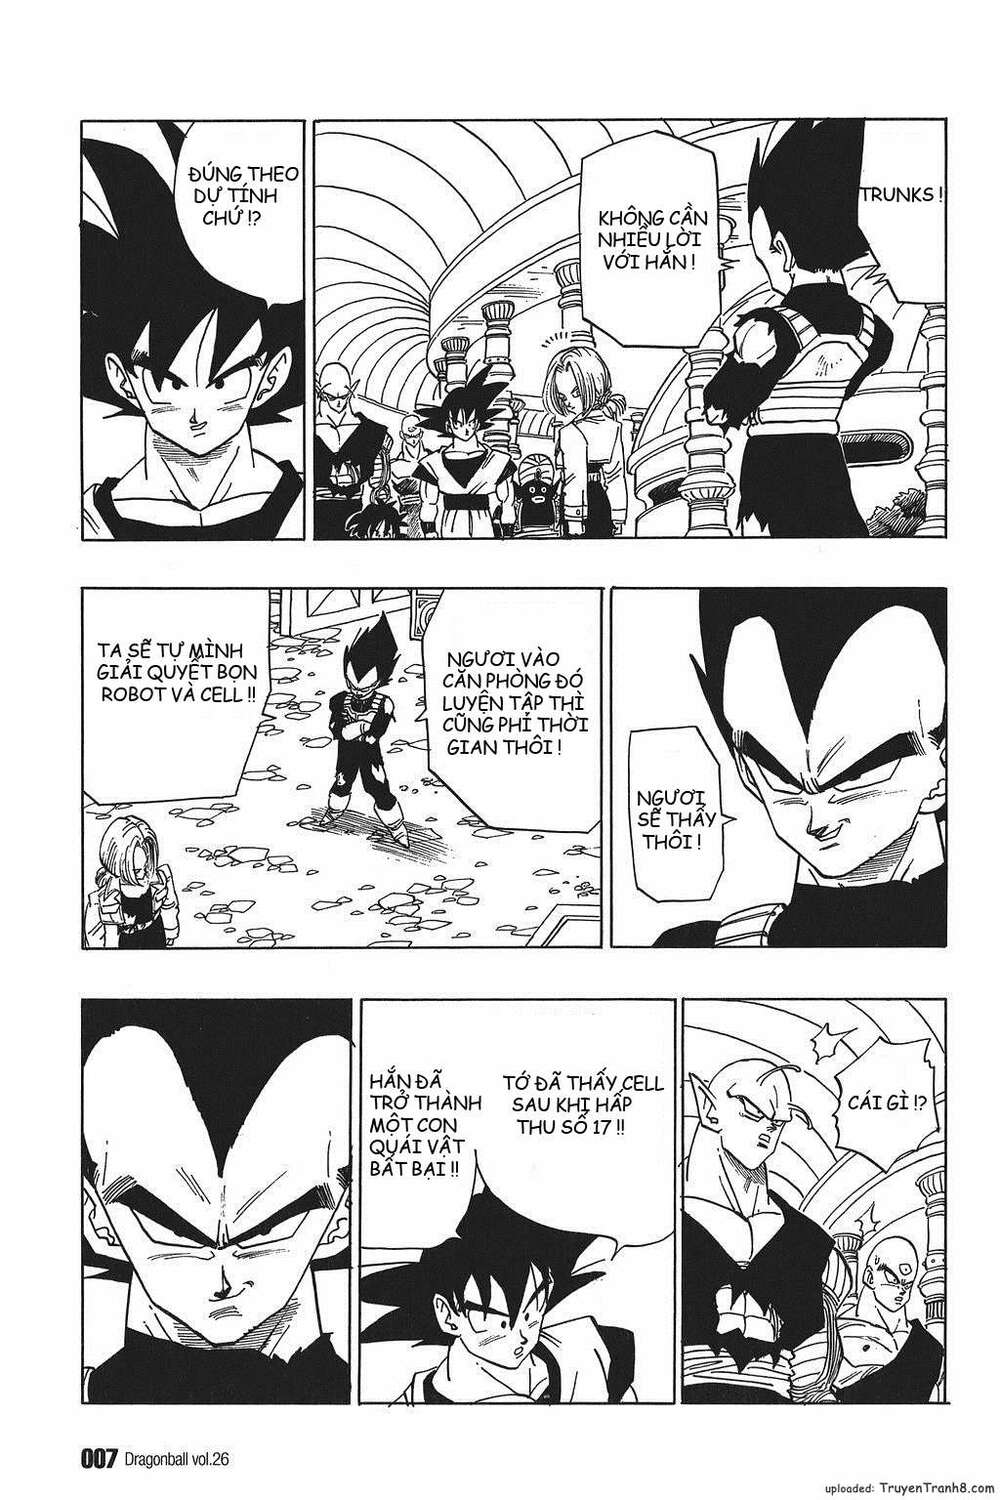 ĐÚNG THEO
DỰ TÍNH
CHỨ !?
TRUNKS !
KHÔNG CẦN
NHIỀU LỜI
VỚI HẮN !
TA SẼ TỰ MÌNH
GIẢI QUYẾT BỌN
ROBOT VÀ CELL !!
NGƯƠI VÀO
CĂN PHÒNG ĐÓ
LUYỆN TẬP THÌ
CŨNG PHỈ THỜI
GIAN THÔI !
NGƯƠI
SẼ THẤY
THÔI !
HẮN ĐÃ
TRỞ THÀNH
MỘT CON
QUÁI VẬT
BẤT BẠI !!
TỚ ĐÃ THẤY CELL
SAU KHI HẤP
THU SỐ 17 !!
CÁI GÌ !?
007 Dragonball vol.26
uploaded: TruyenTranh8.com